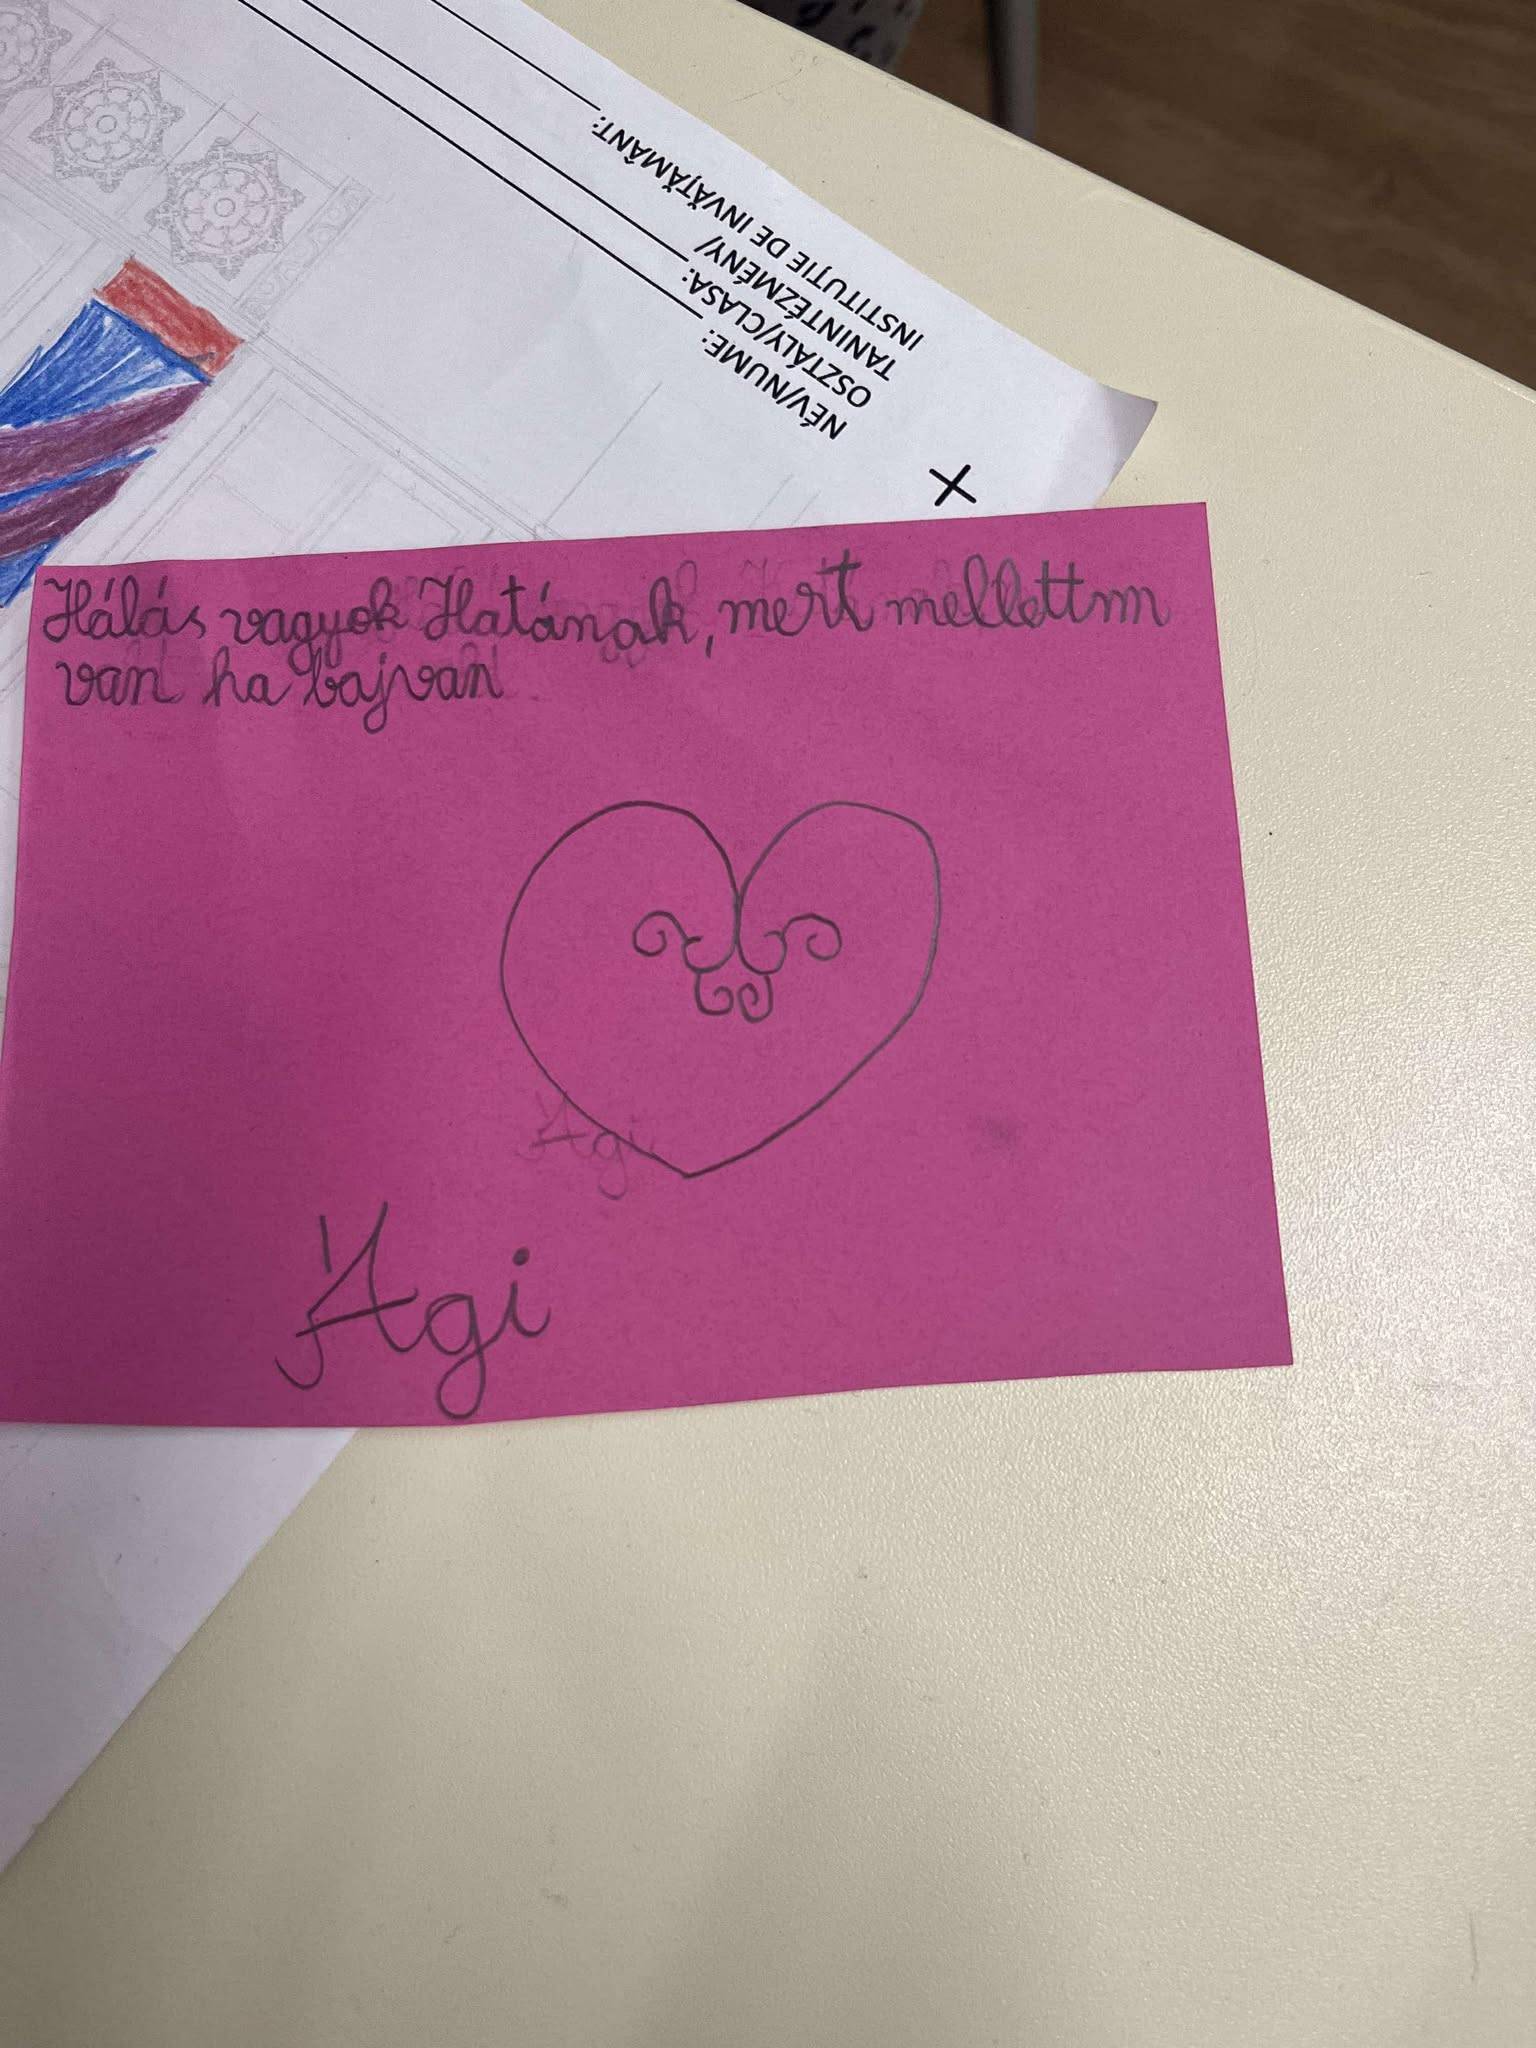 NÉV/NUME:
OSZTÁLY/CLASA:
TANINTÉZMÉNY/
INSTITUȚIE DE INVĂȚĂMÂNT:
Hálás vagyok Hatának, mert mellettm
van ha bajvan
Ági
Ági